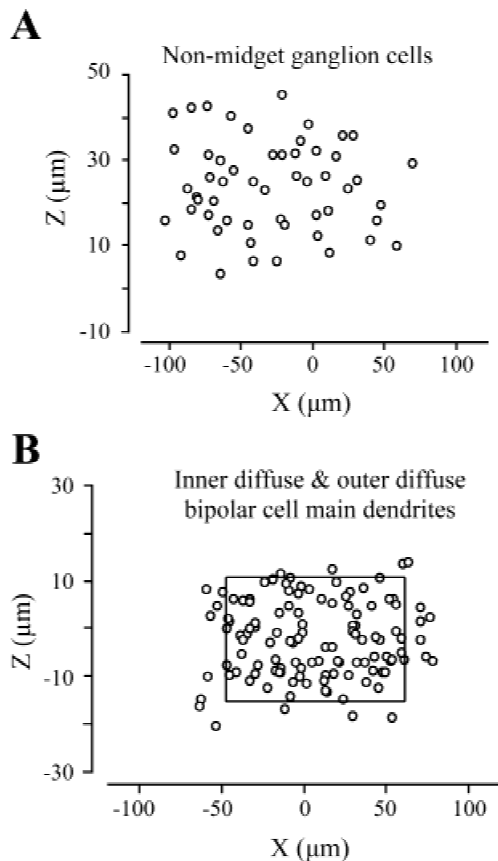 A
Non-midget ganglion cells
50
30
10
-10
Z (μm)
-100 -50 0 50 100
X (μm)
B
Inner diffuse & outer diffuse
bipolar cell main dendrites
30
10
-10
-30
Z (μm)
-100 -50 0 50 100
X (μm)